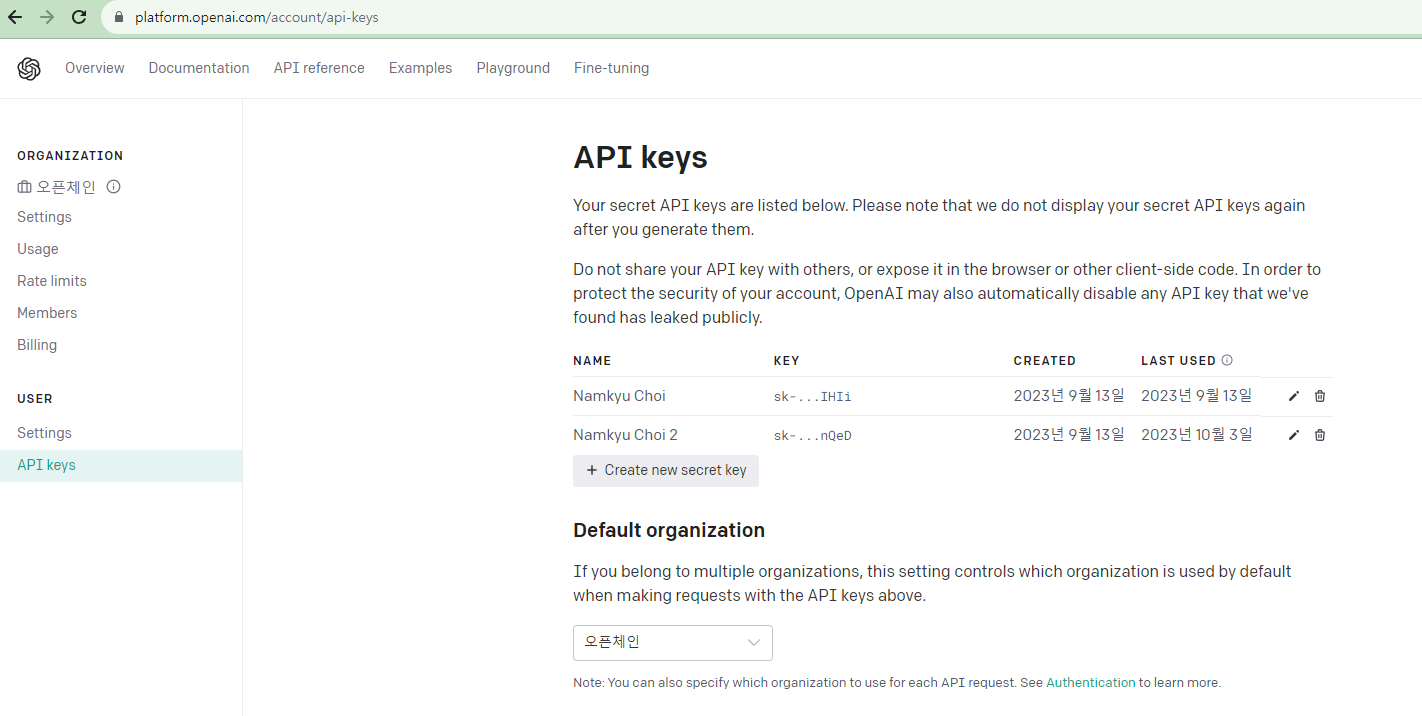 platform.openai.com/account/api-keys
Overview Documentation API reference Examples Playground Fine-tuning
ORGANIZATION
오픈체인
Settings
Usage
Rate limits
Members
Billing
USER
Settings
API keys
API keys
Your secret API keys are listed below. Please note that we do not display your secret API keys again
after you generate them.
Do not share your API key with others, or expose it in the browser or other client-side code. In order to
protect the security of your account, OpenAI may also automatically disable any API key that we've
found has leaked publicly.
NAME KEY CREATED LAST USED
Namkyu Choi sk-...IHIi 2023년 9월 13일 2023년 9월 13일
Namkyu Choi 2 sk-...nQeD 2023년 9월 13일 2023년 10월 3일
+ Create new secret key
Default organization
If you belong to multiple organizations, this setting controls which organization is used by default
when making requests with the API keys above.
오픈체인
Note: You can also specify which organization to use for each API request. See Authentication to learn more.